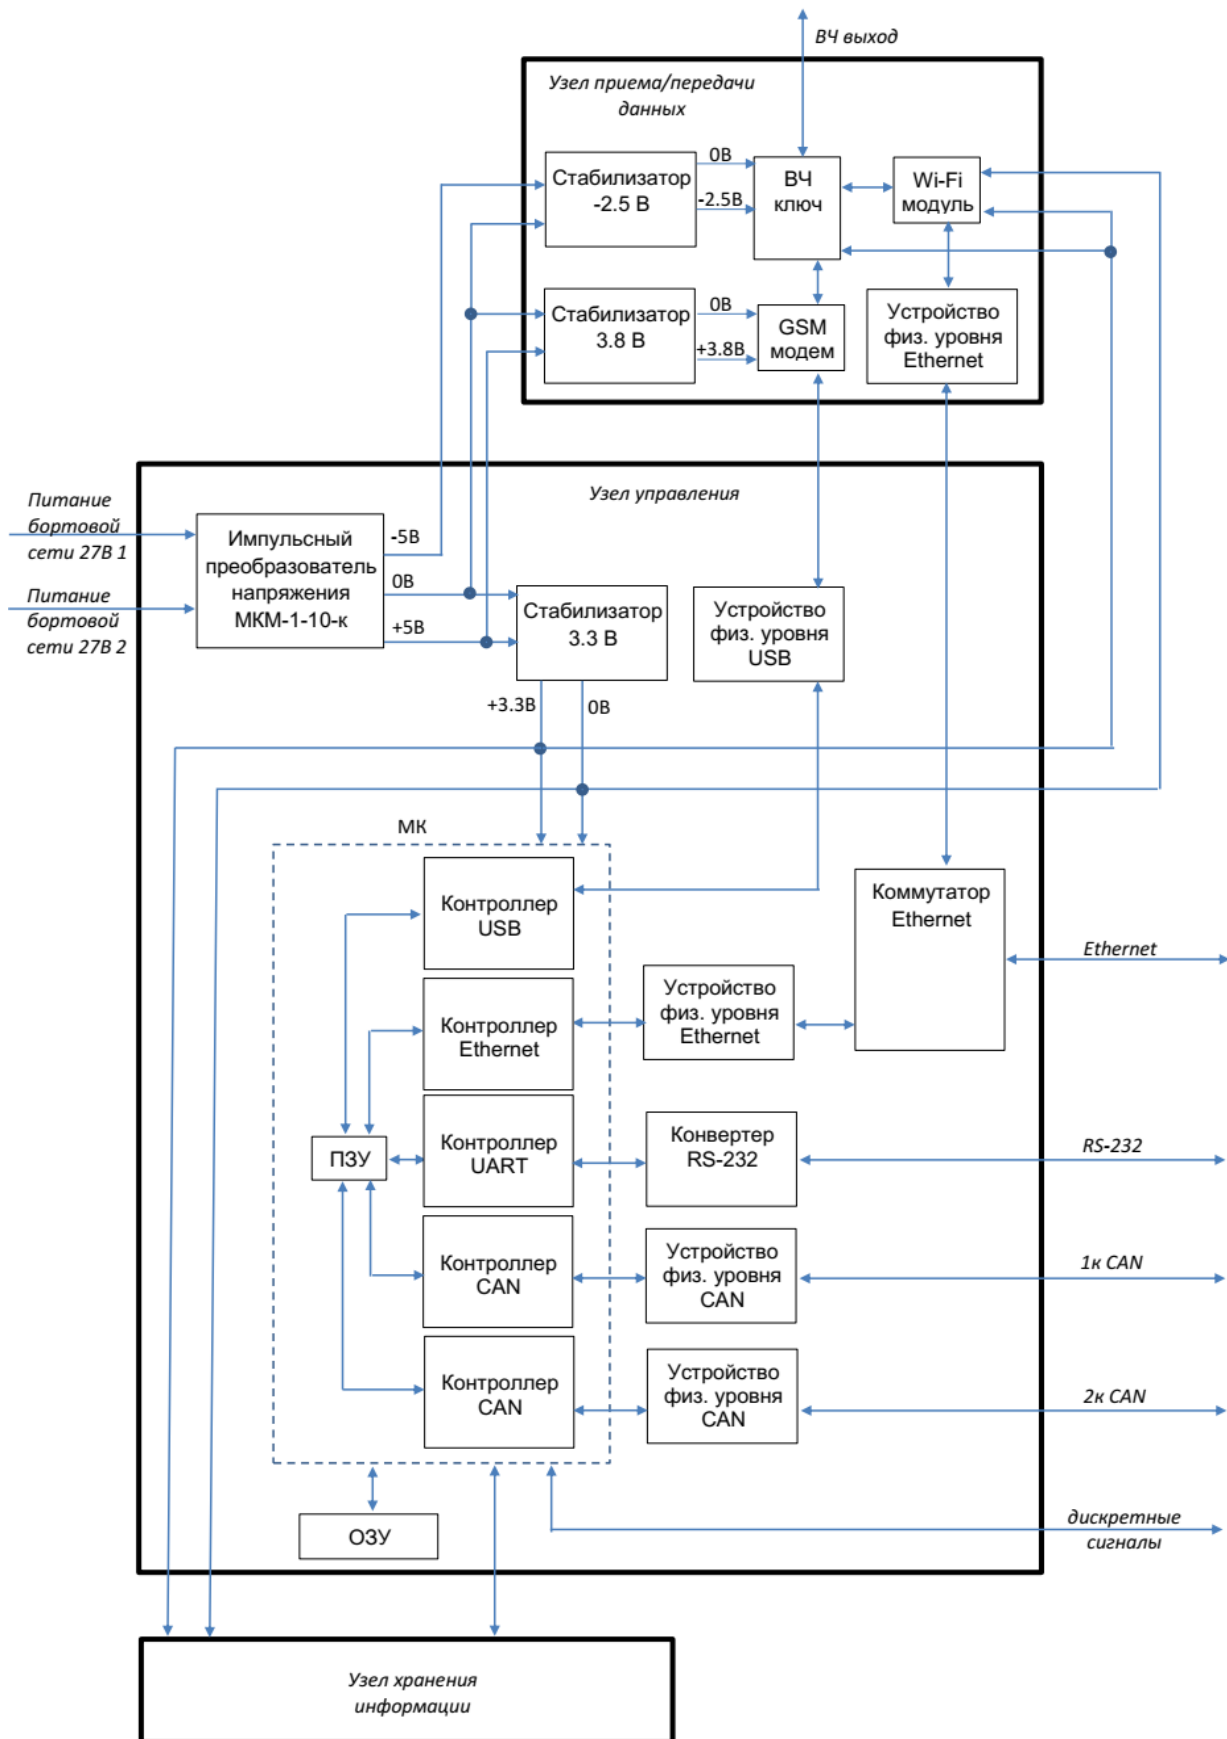 ВЧ выход
Узел приема/передачи
данных
Стабилизатор
-2.5 В
0В
-2.5В
ВЧ
ключ
Wi-Fi
модуль
Стабилизатор
3.8 В
0В
+3.8В
GSM
модем
Устройство
физ. уровня
Ethernet
Узел управления
Питание
бортовой
сети 27В 1
Питание
бортовой
сети 27В 2
Импульсный
преобразователь
напряжения
МКМ-1-10-к
-5В
0В
+5В
Стабилизатор
3.3 В
+3.3В
0В
Устройство
физ. уровня
USB
МК
Контроллер
USB
Коммутатор
Ethernet
Ethernet
Контроллер
Ethernet
Устройство
физ. уровня
Ethernet
ПЗУ
Контроллер
UART
Конвертер
RS-232
RS-232
Контроллер
CAN
Устройство
физ. уровня
CAN
1к CAN
Контроллер
CAN
Устройство
физ. уровня
CAN
2к CAN
ОЗУ
дискретные
сигналы
Узел хранения
информации